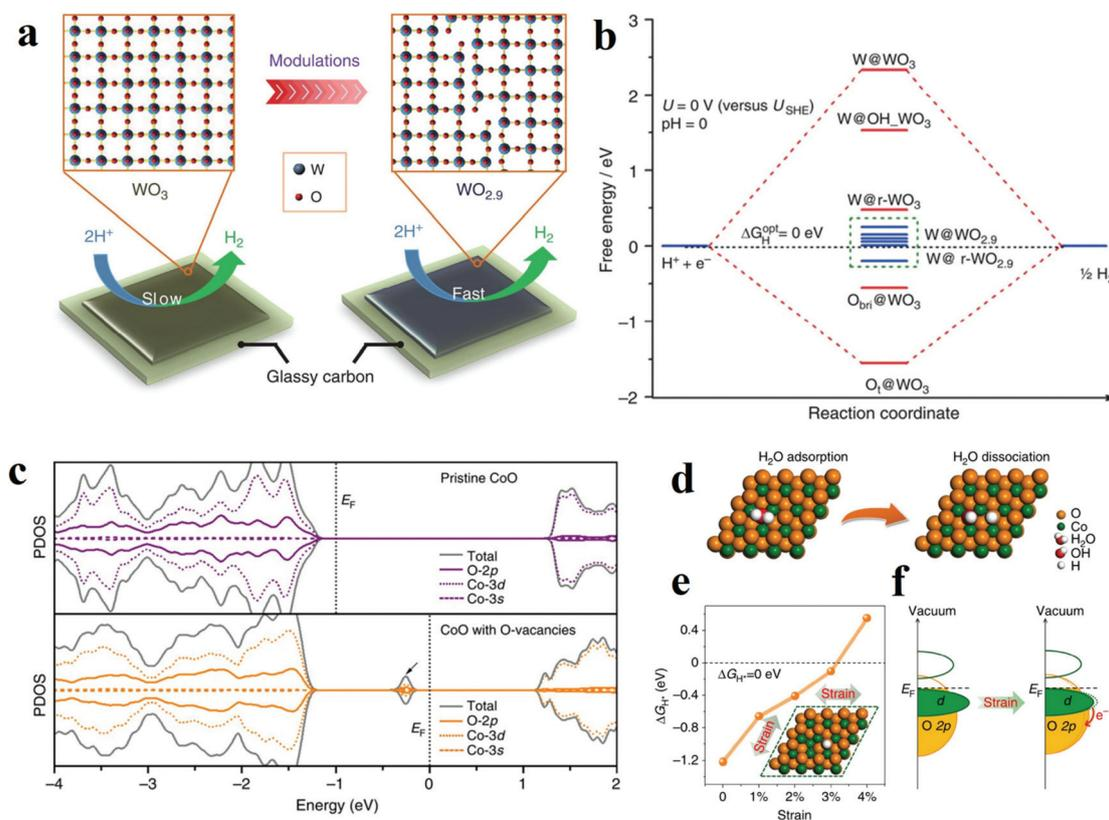 a
Modulations
W
O
WO3
WO2.9
2H+
H2
Slow
2H+
H2
Fast
Glassy carbon
b
3
2
1
0
−1
−2
Free energy / eV
U = 0 V (versus USHE)
pH = 0
W@WO3
W@OH_WO3
W@r-WO3
ΔGHopt= 0 eV
W@WO2.9
W@ r-WO2.9
H+ + e−
½ H2
Obri@WO3
Ot@WO3
Reaction coordinate
c
PDOS
Pristine CoO
EF
Total
O-2p
Co-3d
Co-3s
PDOS
CoO with O-vacancies
EF
Total
O-2p
Co-3d
Co-3s
−4 −3 −2 −1 0 1 2
Energy (eV)
d
H2O adsorption
H2O dissociation
O
Co
H2O
OH
H
e
0.4
0
−0.4
−0.8
−1.2
ΔGH* (eV)
ΔGH*=0 eV
Strain
Strain
0 1% 2% 3% 4%
Strain
f
Vacuum
EF
d
O 2p
Strain
Vacuum
EF
d
e−
O 2p